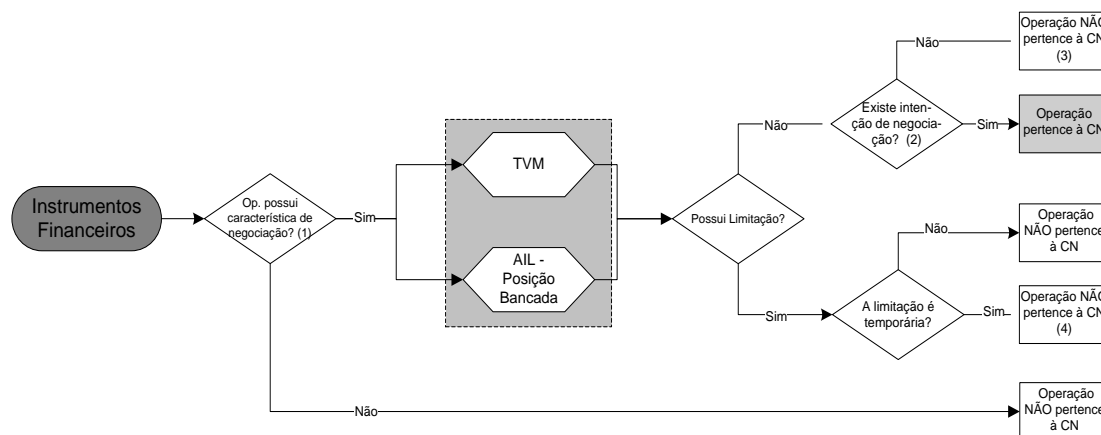 Instrumentos
Financeiros
Op. possui
característica de
negociação? (1)
Sim
Não
TVM
AIL -
Posição
Bancada
Possui Limitação?
Não
Sim
Existe inten-
ção de negocia-
ção? (2)
Não
Sim
A limitação é
temporária?
Não
Sim
Operação NÃO
pertence à CN
(3)
Operação
pertence à CN
Operação
NÃO pertence
à CN
Operação NÃO
pertence à CN
(4)
Operação
NÃO pertence
à CN